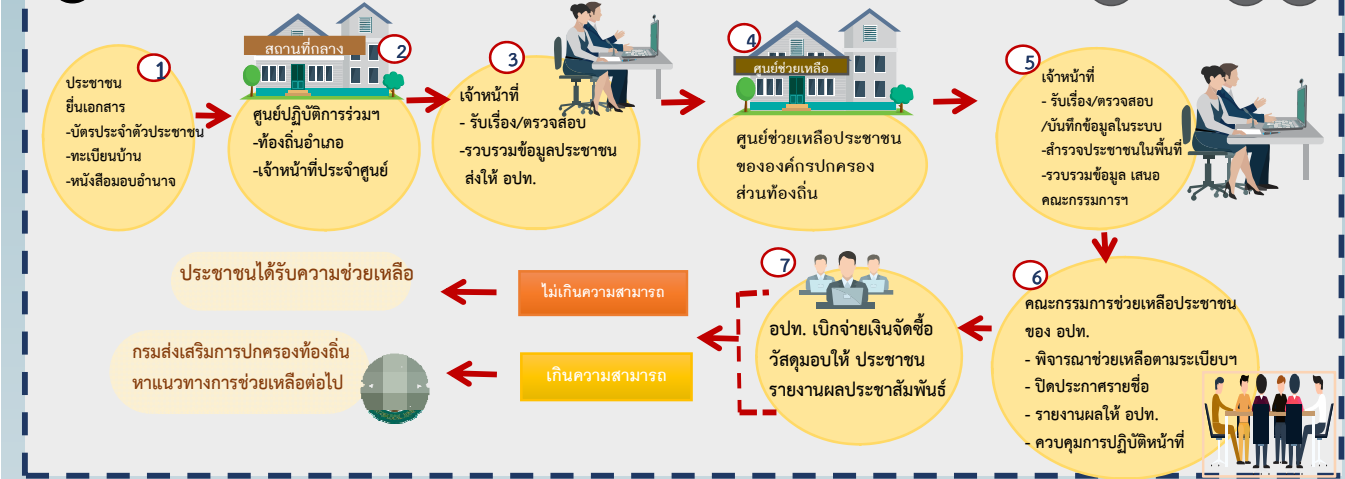 1
ประชาชน
ยื่นเอกสาร
-บัตรประจำตัวประชาชน
-ทะเบียนบ้าน
-หนังสือมอบอำนาจ
สถานที่กลาง
2
ศูนย์ปฏิบัติการร่วมฯ
-ท้องถิ่นอำเภอ
-เจ้าหน้าที่ประจำศูนย์
3
เจ้าหน้าที่
- รับเรื่อง/ตรวจสอบ
-รวบรวมข้อมูลประชาชน
ส่งให้ อปท.
4
ศูนย์ช่วยเหลือ
ศูนย์ช่วยเหลือประชาชน
ขององค์กรปกครอง
ส่วนท้องถิ่น
5
เจ้าหน้าที่
- รับเรื่อง/ตรวจสอบ
/บันทึกข้อมูลในระบบ
-สำรวจประชาชนในพื้นที่
-รวบรวมข้อมูล เสนอ
คณะกรรมการฯ
6
คณะกรรมการช่วยเหลือประชาชน
ของ อปท.
- พิจารณาช่วยเหลือตามระเบียบฯ
- ปิดประกาศรายชื่อ
- รายงานผลให้ อปท.
- ควบคุมการปฏิบัติหน้าที่
7
อปท. เบิกจ่ายเงินจัดซื้อ
วัสดุมอบให้ ประชาชน
รายงานผลประชาสัมพันธ์
ไม่เกินความสามารถ
ประชาชนได้รับความช่วยเหลือ
เกินความสามารถ
กรมส่งเสริมการปกครองท้องถิ่น
หาแนวทางการช่วยเหลือต่อไป